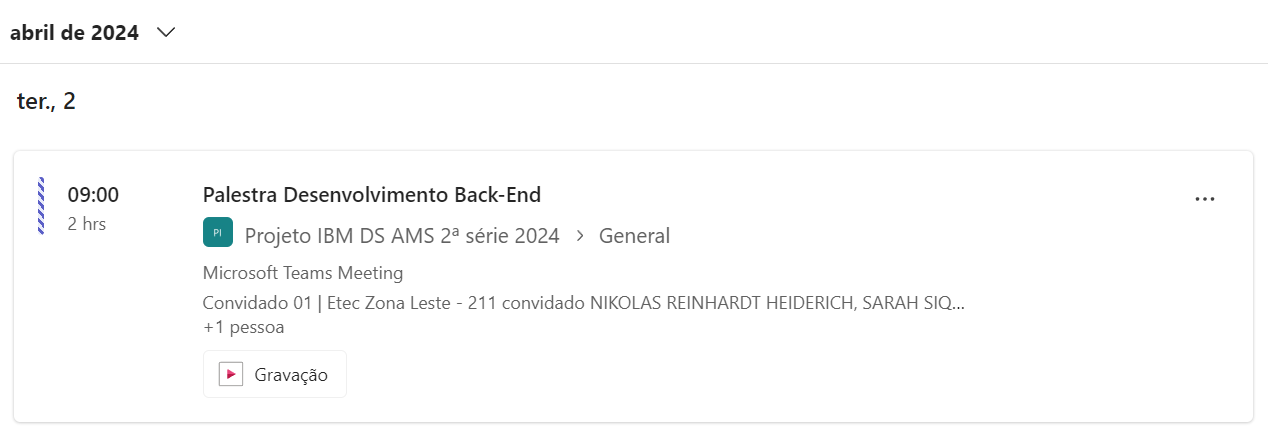 abril de 2024
ter., 2
09:00
2 hrs
Palestra Desenvolvimento Back-End
PI
Projeto IBM DS AMS 2ª série 2024 > General
Microsoft Teams Meeting
Convidado 01 | Etec Zona Leste - 211 convidado NIKOLAS REINHARDT HEIDERICH, SARAH SIQ...
+1 pessoa
Gravação